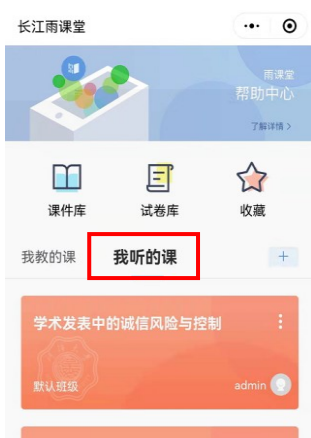 长江雨课堂
雨课堂
帮助中心
了解详情 >
课件库
试卷库
收藏
我教的课
我听的课
学术发表中的诚信风险与控制
默认班级
admin